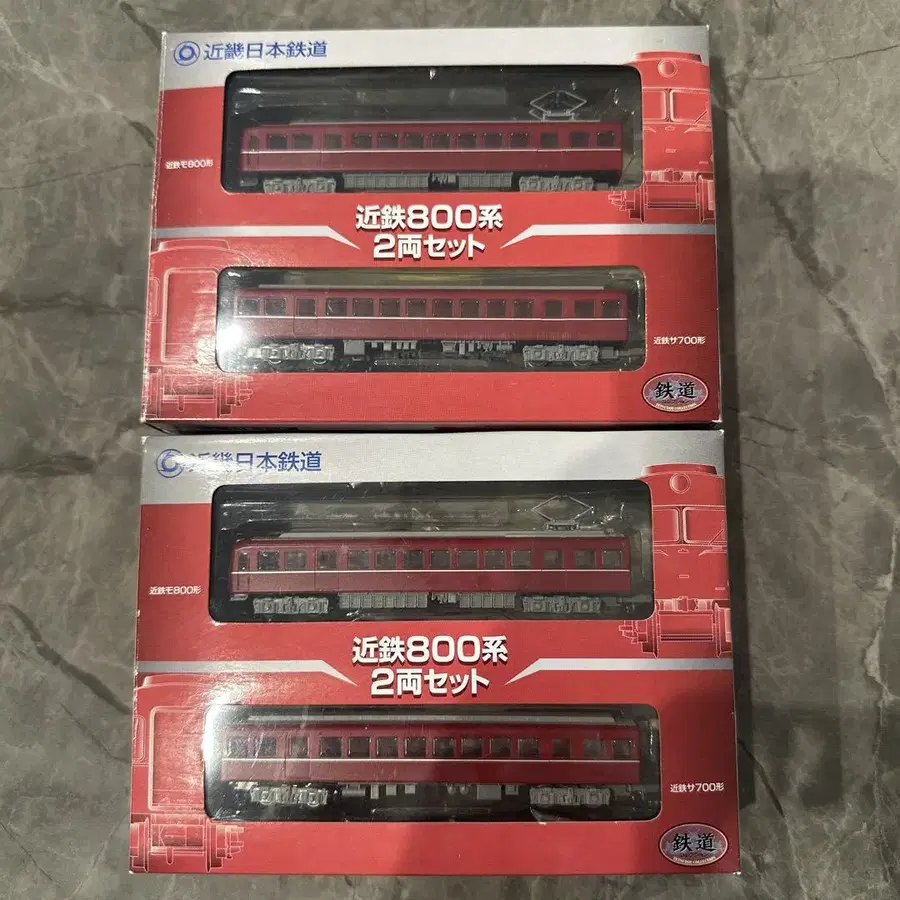 近畿日本鉄道
近鉄モ800形
近鉄800系
2両セット
近鉄サ700形
鉄道
近畿日本鉄道
近鉄モ800形
近鉄800系
2両セット
近鉄サ700形
鉄道